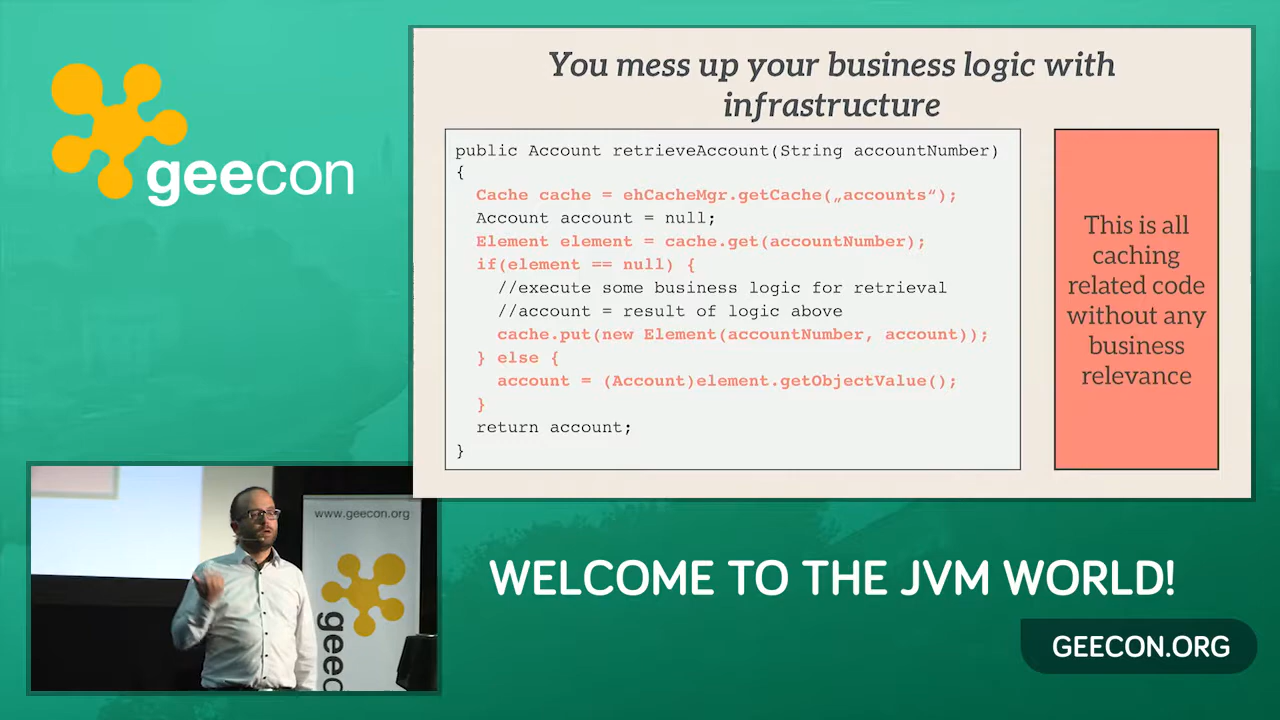 geecon
You mess up your business logic with
infrastructure
public Account retrieveAccount(String accountNumber)
{
Cache cache = ehCacheMgr.getCache(„accounts“);
Account account = null;
Element element = cache.get(accountNumber);
if(element == null) {
//execute some business logic for retrieval
//account = result of logic above
cache.put(new Element(accountNumber, account));
} else {
account = (Account)element.getObjectValue();
}
return account;
}
This is all
caching
related code
without any
business
relevance
www.geecon.org
geec
WELCOME TO THE JVM WORLD!
GEECON.ORG